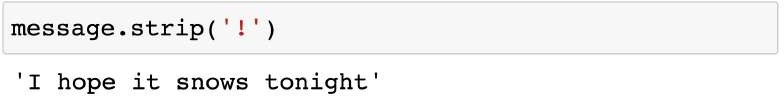 message.strip('!')
'I hope it snows tonight'